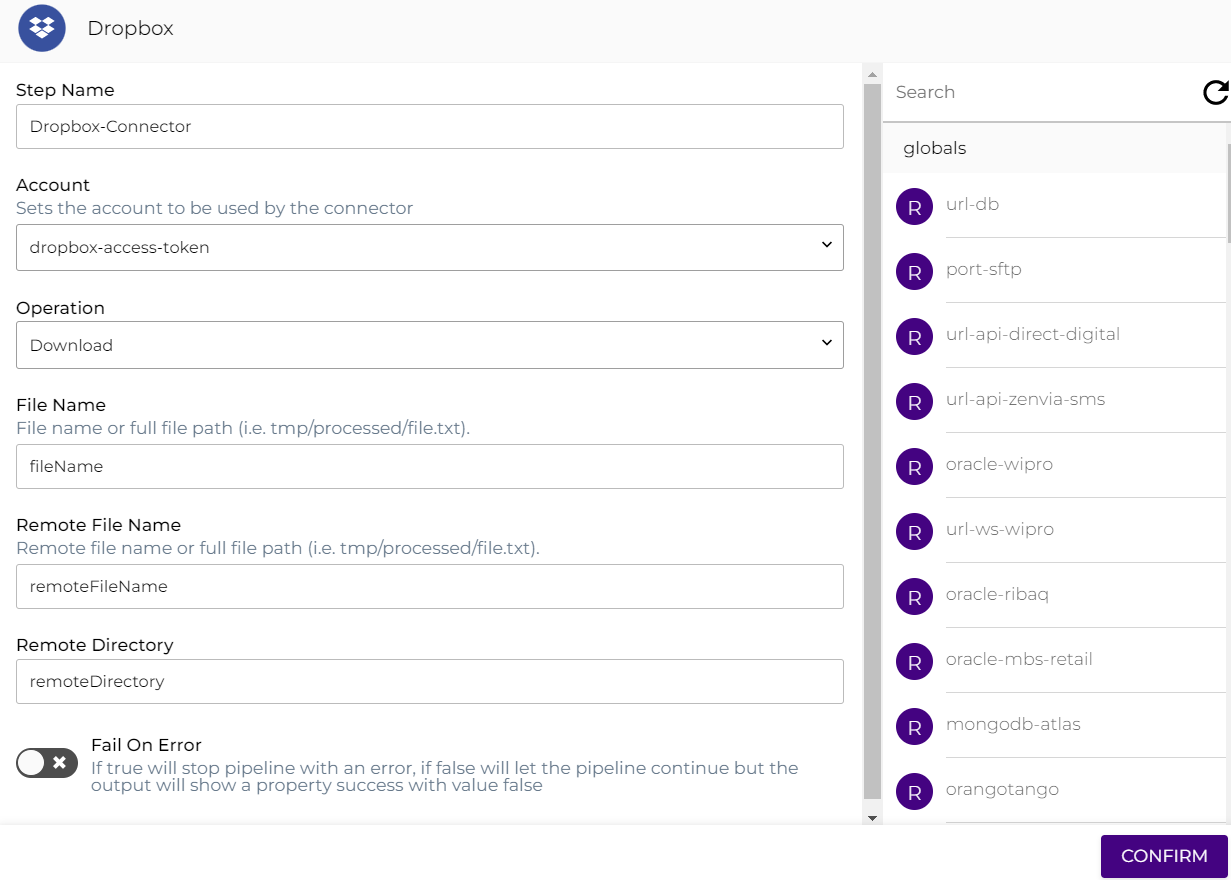 Dropbox
Step Name
Dropbox-Connector
Account
Sets the account to be used by the connector
dropbox-access-token
Operation
Download
File Name
File name or full file path (i.e. tmp/processed/file.txt).
fileName
Remote File Name
Remote file name or full file path (i.e. tmp/processed/file.txt).
remoteFileName
Remote Directory
remoteDirectory
Fail On Error
If true will stop pipeline with an error, if false will let the pipeline continue but the
output will show a property success with value false
Search
globals
R url-db
R port-sftp
R url-api-direct-digital
R url-api-zenvia-sms
R oracle-wipro
R url-ws-wipro
R oracle-ribaq
R oracle-mbs-retail
R mongodb-atlas
R orangotango
CONFIRM